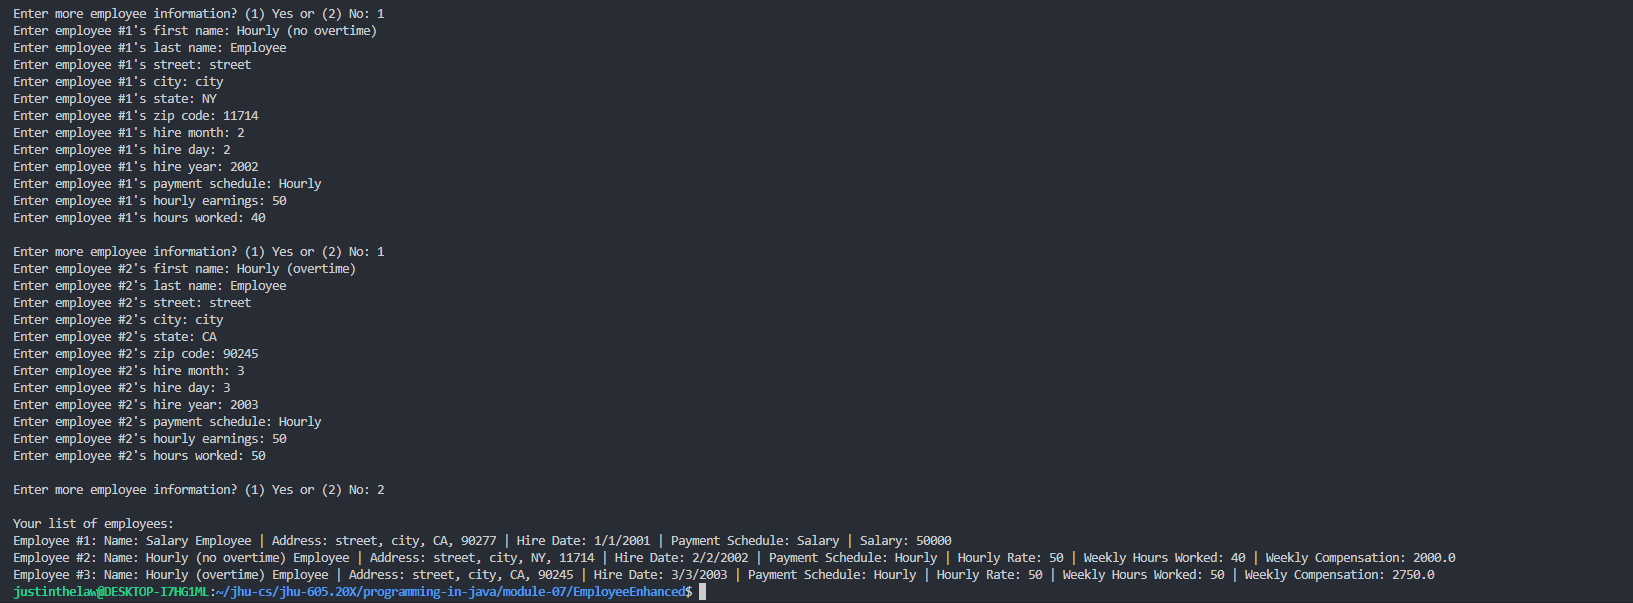 Enter more employee information? (1) Yes or (2) No: 1
Enter employee #1's first name: Hourly (no overtime)
Enter employee #1's last name: Employee
Enter employee #1's street: street
Enter employee #1's city: city
Enter employee #1's state: NY
Enter employee #1's zip code: 11714
Enter employee #1's hire month: 2
Enter employee #1's hire day: 2
Enter employee #1's hire year: 2002
Enter employee #1's payment schedule: Hourly
Enter employee #1's hourly earnings: 50
Enter employee #1's hours worked: 40

Enter more employee information? (1) Yes or (2) No: 1
Enter employee #2's first name: Hourly (overtime)
Enter employee #2's last name: Employee
Enter employee #2's street: street
Enter employee #2's city: city
Enter employee #2's state: CA
Enter employee #2's zip code: 90245
Enter employee #2's hire month: 3
Enter employee #2's hire day: 3
Enter employee #2's hire year: 2003
Enter employee #2's payment schedule: Hourly
Enter employee #2's hourly earnings: 50
Enter employee #2's hours worked: 50

Enter more employee information? (1) Yes or (2) No: 2

Your list of employees:
Employee #1: Name: Salary Employee | Address: street, city, CA, 90277 | Hire Date: 1/1/2001 | Payment Schedule: Salary | Salary: 50000
Employee #2: Name: Hourly (no overtime) Employee | Address: street, city, NY, 11714 | Hire Date: 2/2/2002 | Payment Schedule: Hourly | Hourly Rate: 50 | Weekly Hours Worked: 40 | Weekly Compensation: 2000.0
Employee #3: Name: Hourly (overtime) Employee | Address: street, city, CA, 90245 | Hire Date: 3/3/2003 | Payment Schedule: Hourly | Hourly Rate: 50 | Weekly Hours Worked: 50 | Weekly Compensation: 2750.0
justinthelaw@DESKTOP-I7HG1ML:~/jhu-cs/jhu-605.20X/programming-in-java/module-07/EmployeeEnhanced$